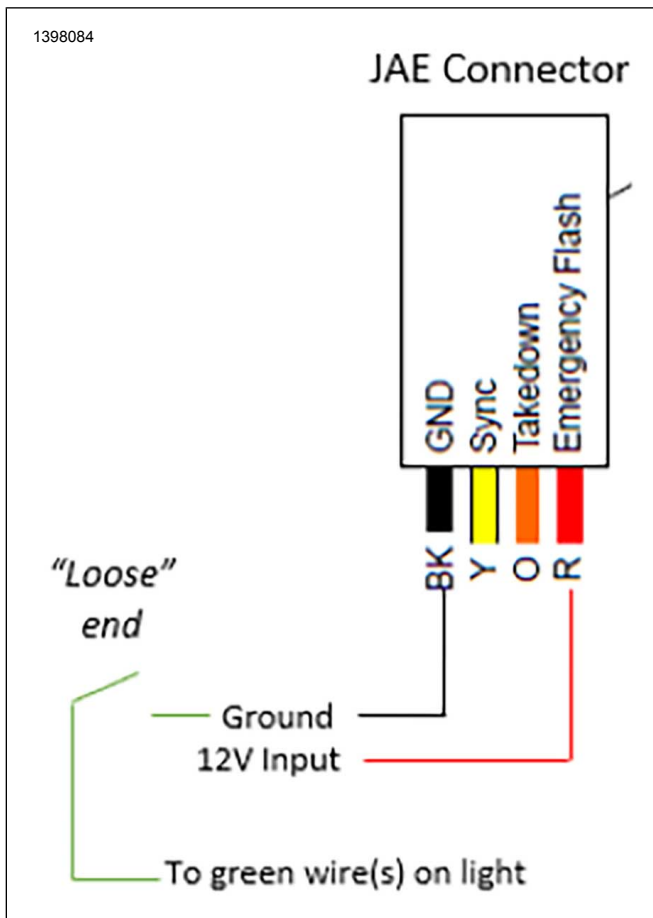 1398084
JAE Connector
GND
Sync
Takedown
Emergency Flash
BK
Y
O
R
“Loose”
end
Ground
12V Input
To green wire(s) on light